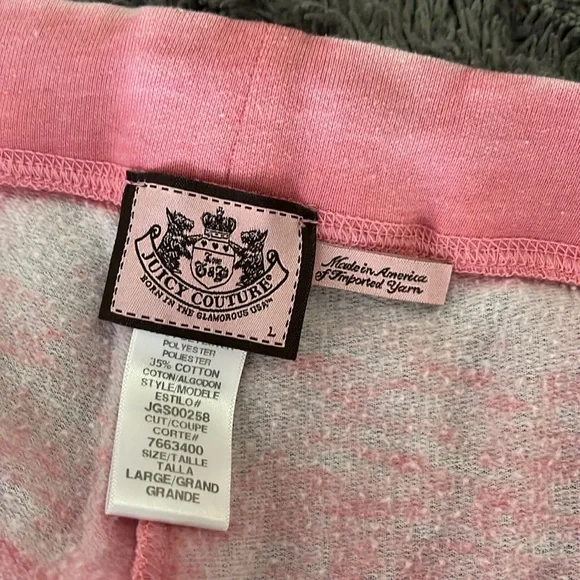 JUICY COUTURE
BORN IN THE GLAMOROUS USA™
L
Made in America
of Imported Yarn
POLYESTER
POLIESTER
35% COTTON
COTON/ALGODON
STYLE/MODELE
ESTILO#
JGS00258
CUT/COUPE
CORTE#
7663400
SIZE/TAILLE
TALLA
LARGE/GRAND
GRANDE